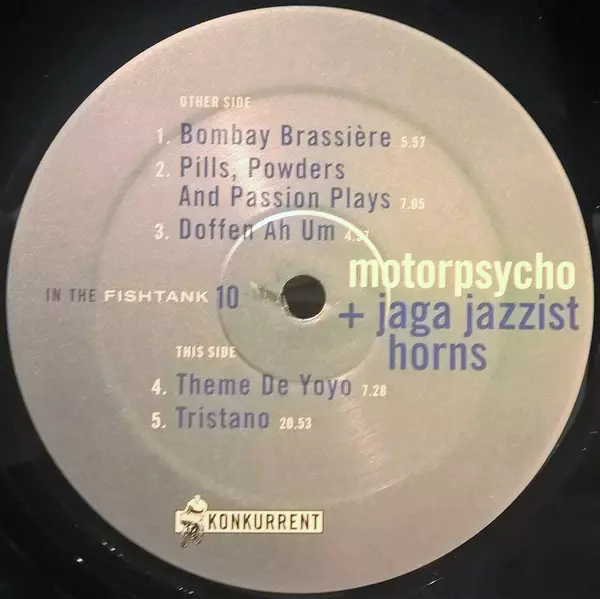 OTHER SIDE
1. Bombay Brassière 5.57
2. Pills, Powders
And Passion Plays 7.05
3. Doffen Ah Um 4.57
motorpsycho
+ jaga jazzist
horns
IN THE FISHTANK 10
THIS SIDE
4. Theme De Yoyo 7.28
5. Tristano 20.53
KONKURRENT